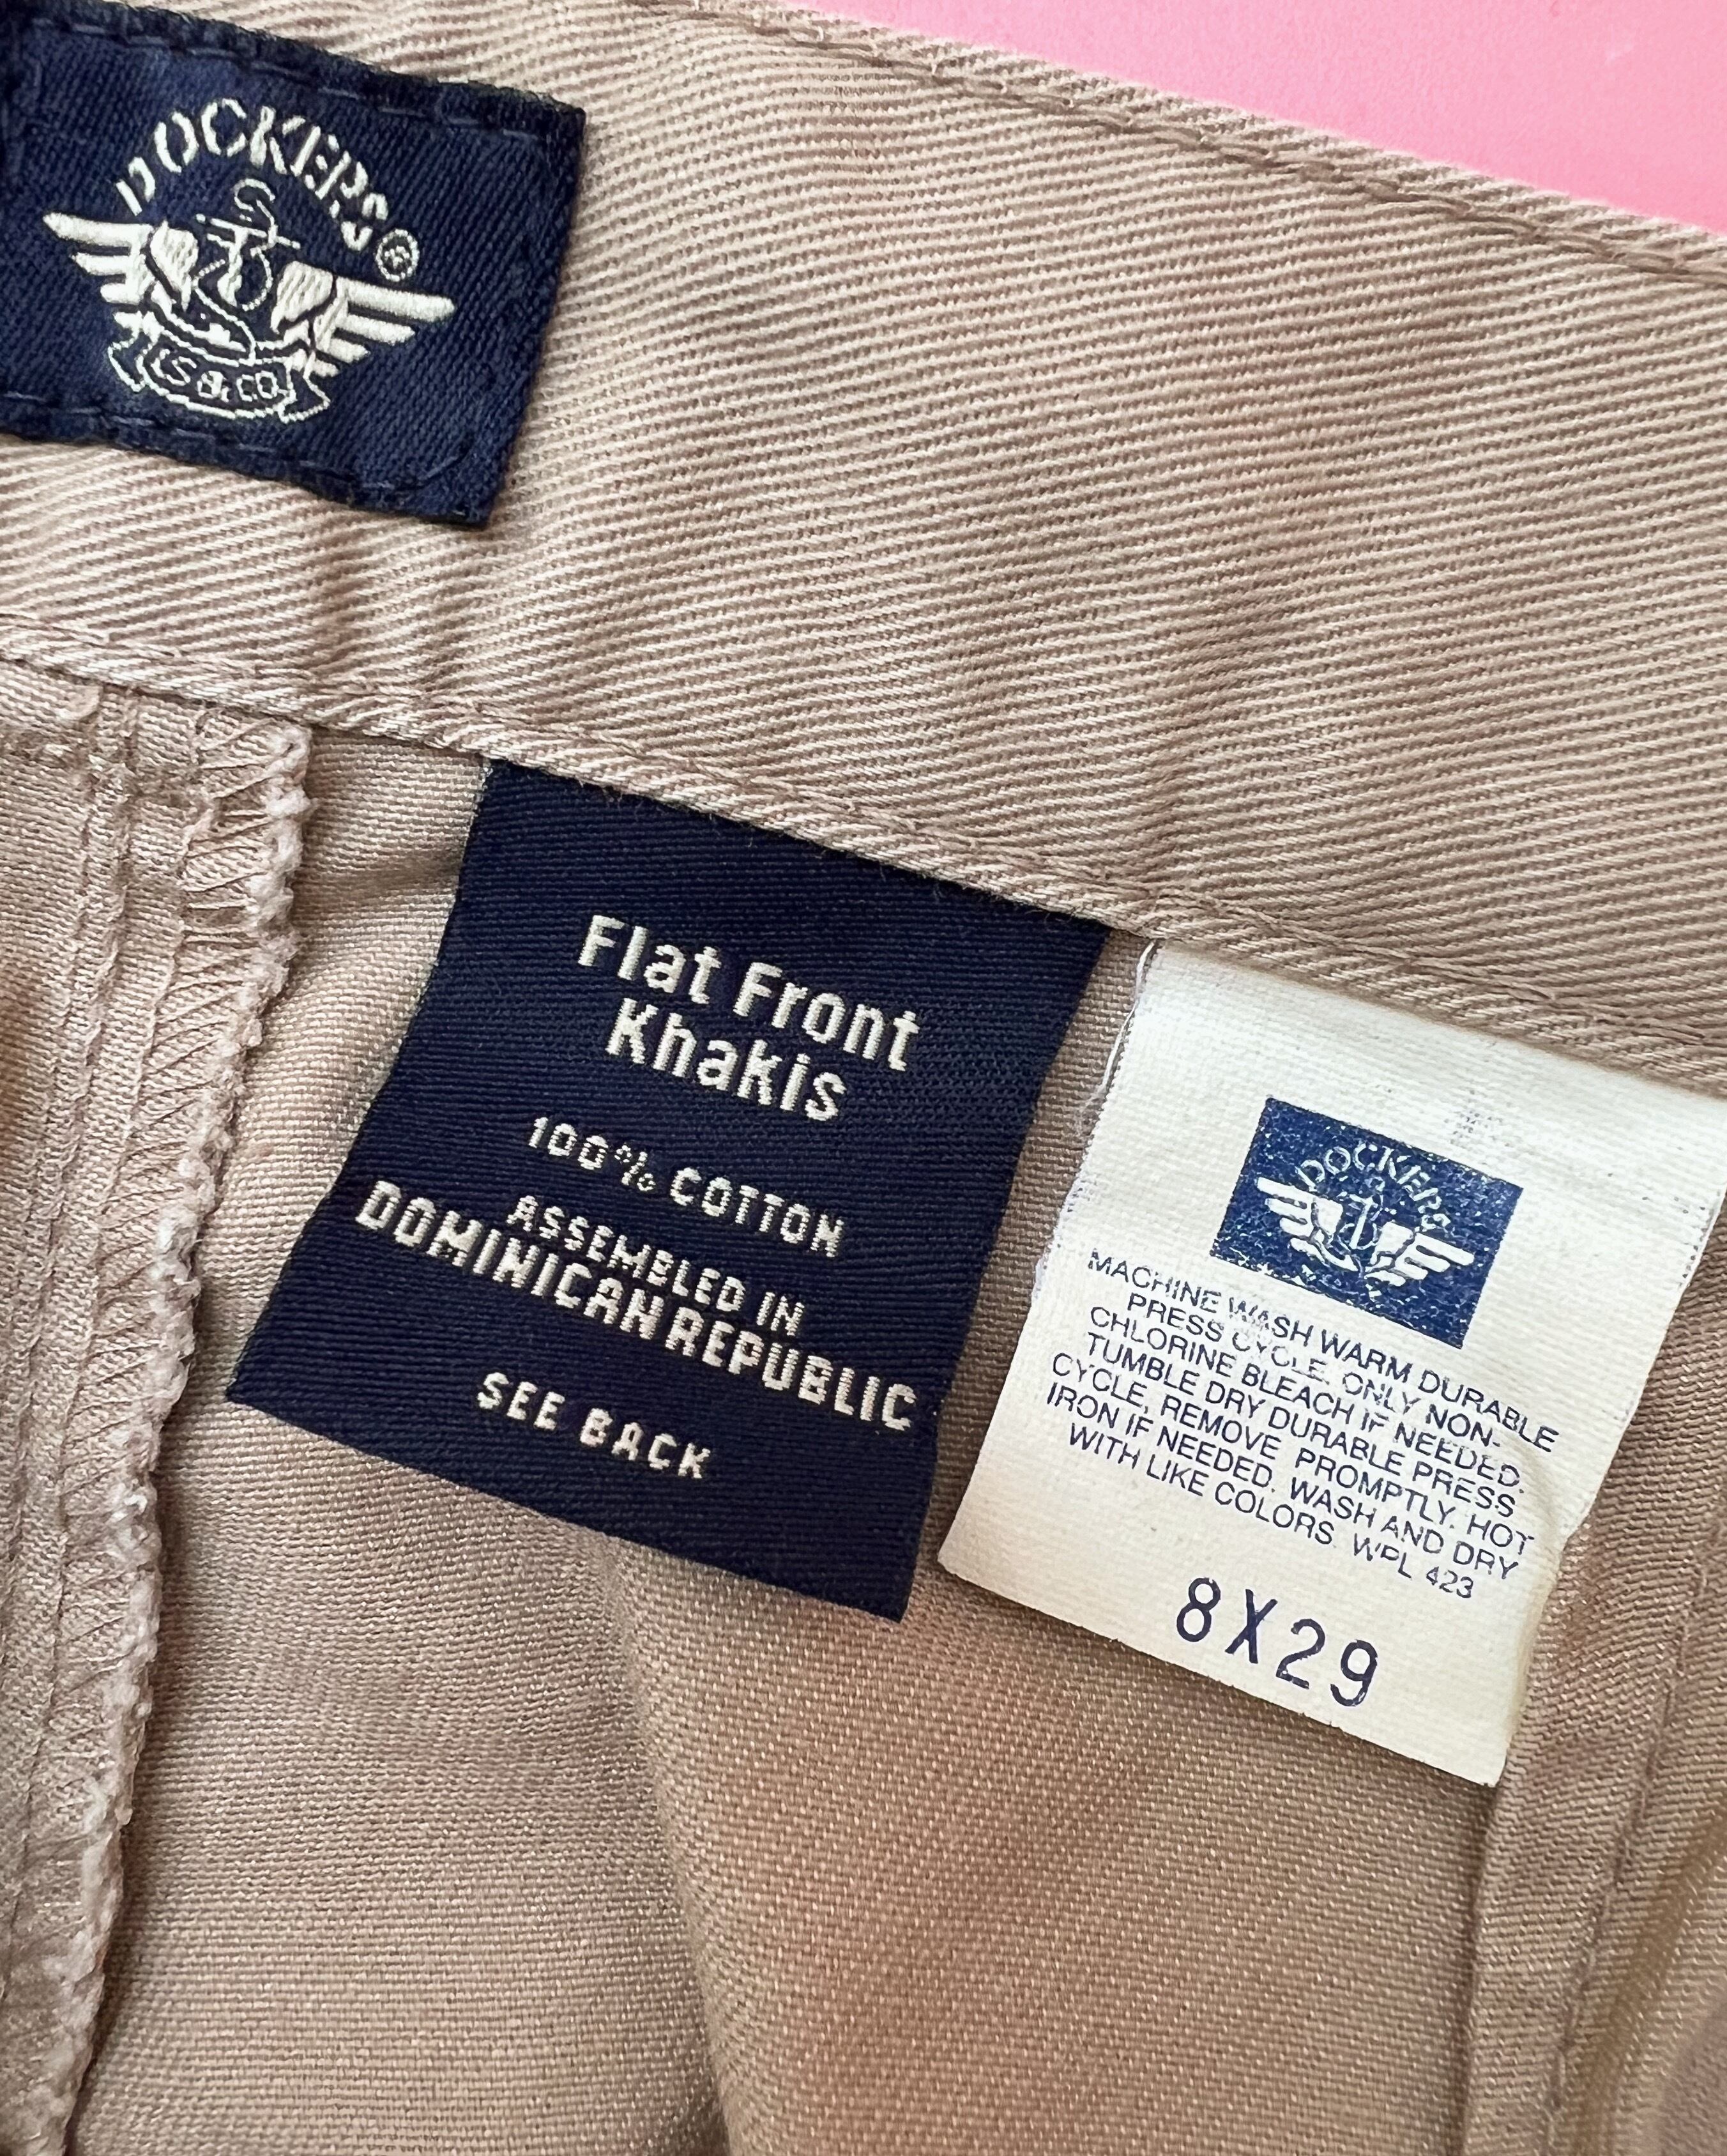 DOCKERS®
LS & CO.
Flat Front
Khakis
100% COTTON
ASSEMBLED IN
DOMINICAN REPUBLIC
SEE BACK
DOCKERS
MACHINE WASH WARM DURABLE
PRESS CYCLE. ONLY NON-
CHLORINE BLEACH IF NEEDED.
TUMBLE DRY DURABLE PRESS
CYCLE, REMOVE PROMPTLY. HOT
IRON IF NEEDED. WASH AND DRY
WITH LIKE COLORS. WPL 423
8X29